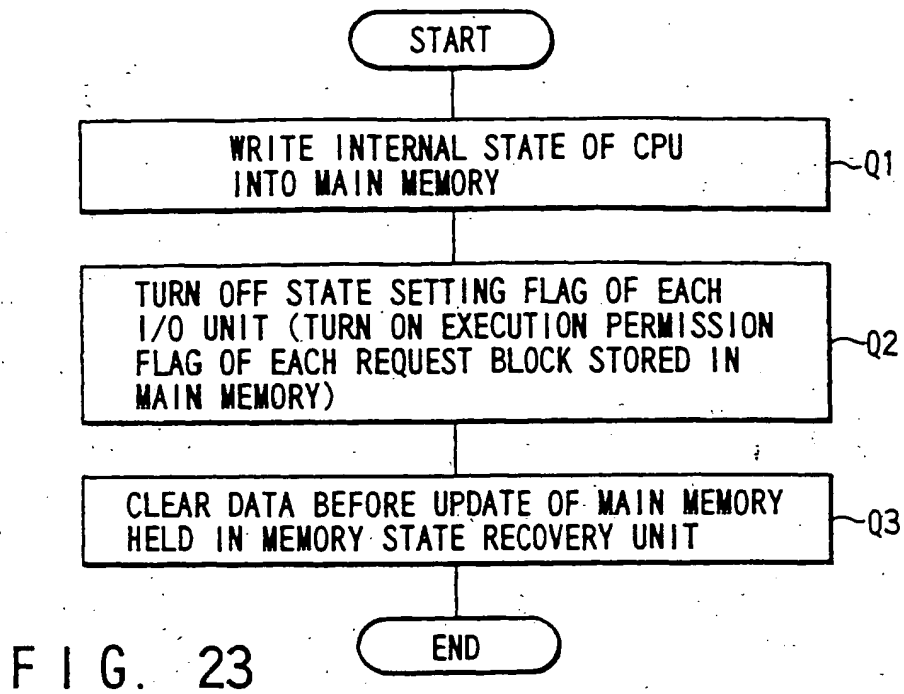 START
WRITE INTERNAL STATE OF CPU
INTO MAIN MEMORY
Q1
TURN OFF STATE SETTING FLAG OF EACH
I/O UNIT (TURN ON EXECUTION PERMISSION
FLAG OF EACH REQUEST BLOCK STORED IN
MAIN MEMORY)
Q2
CLEAR DATA BEFORE UPDATE OF MAIN MEMORY
HELD IN MEMORY STATE RECOVERY UNIT
Q3
END
FIG. 23